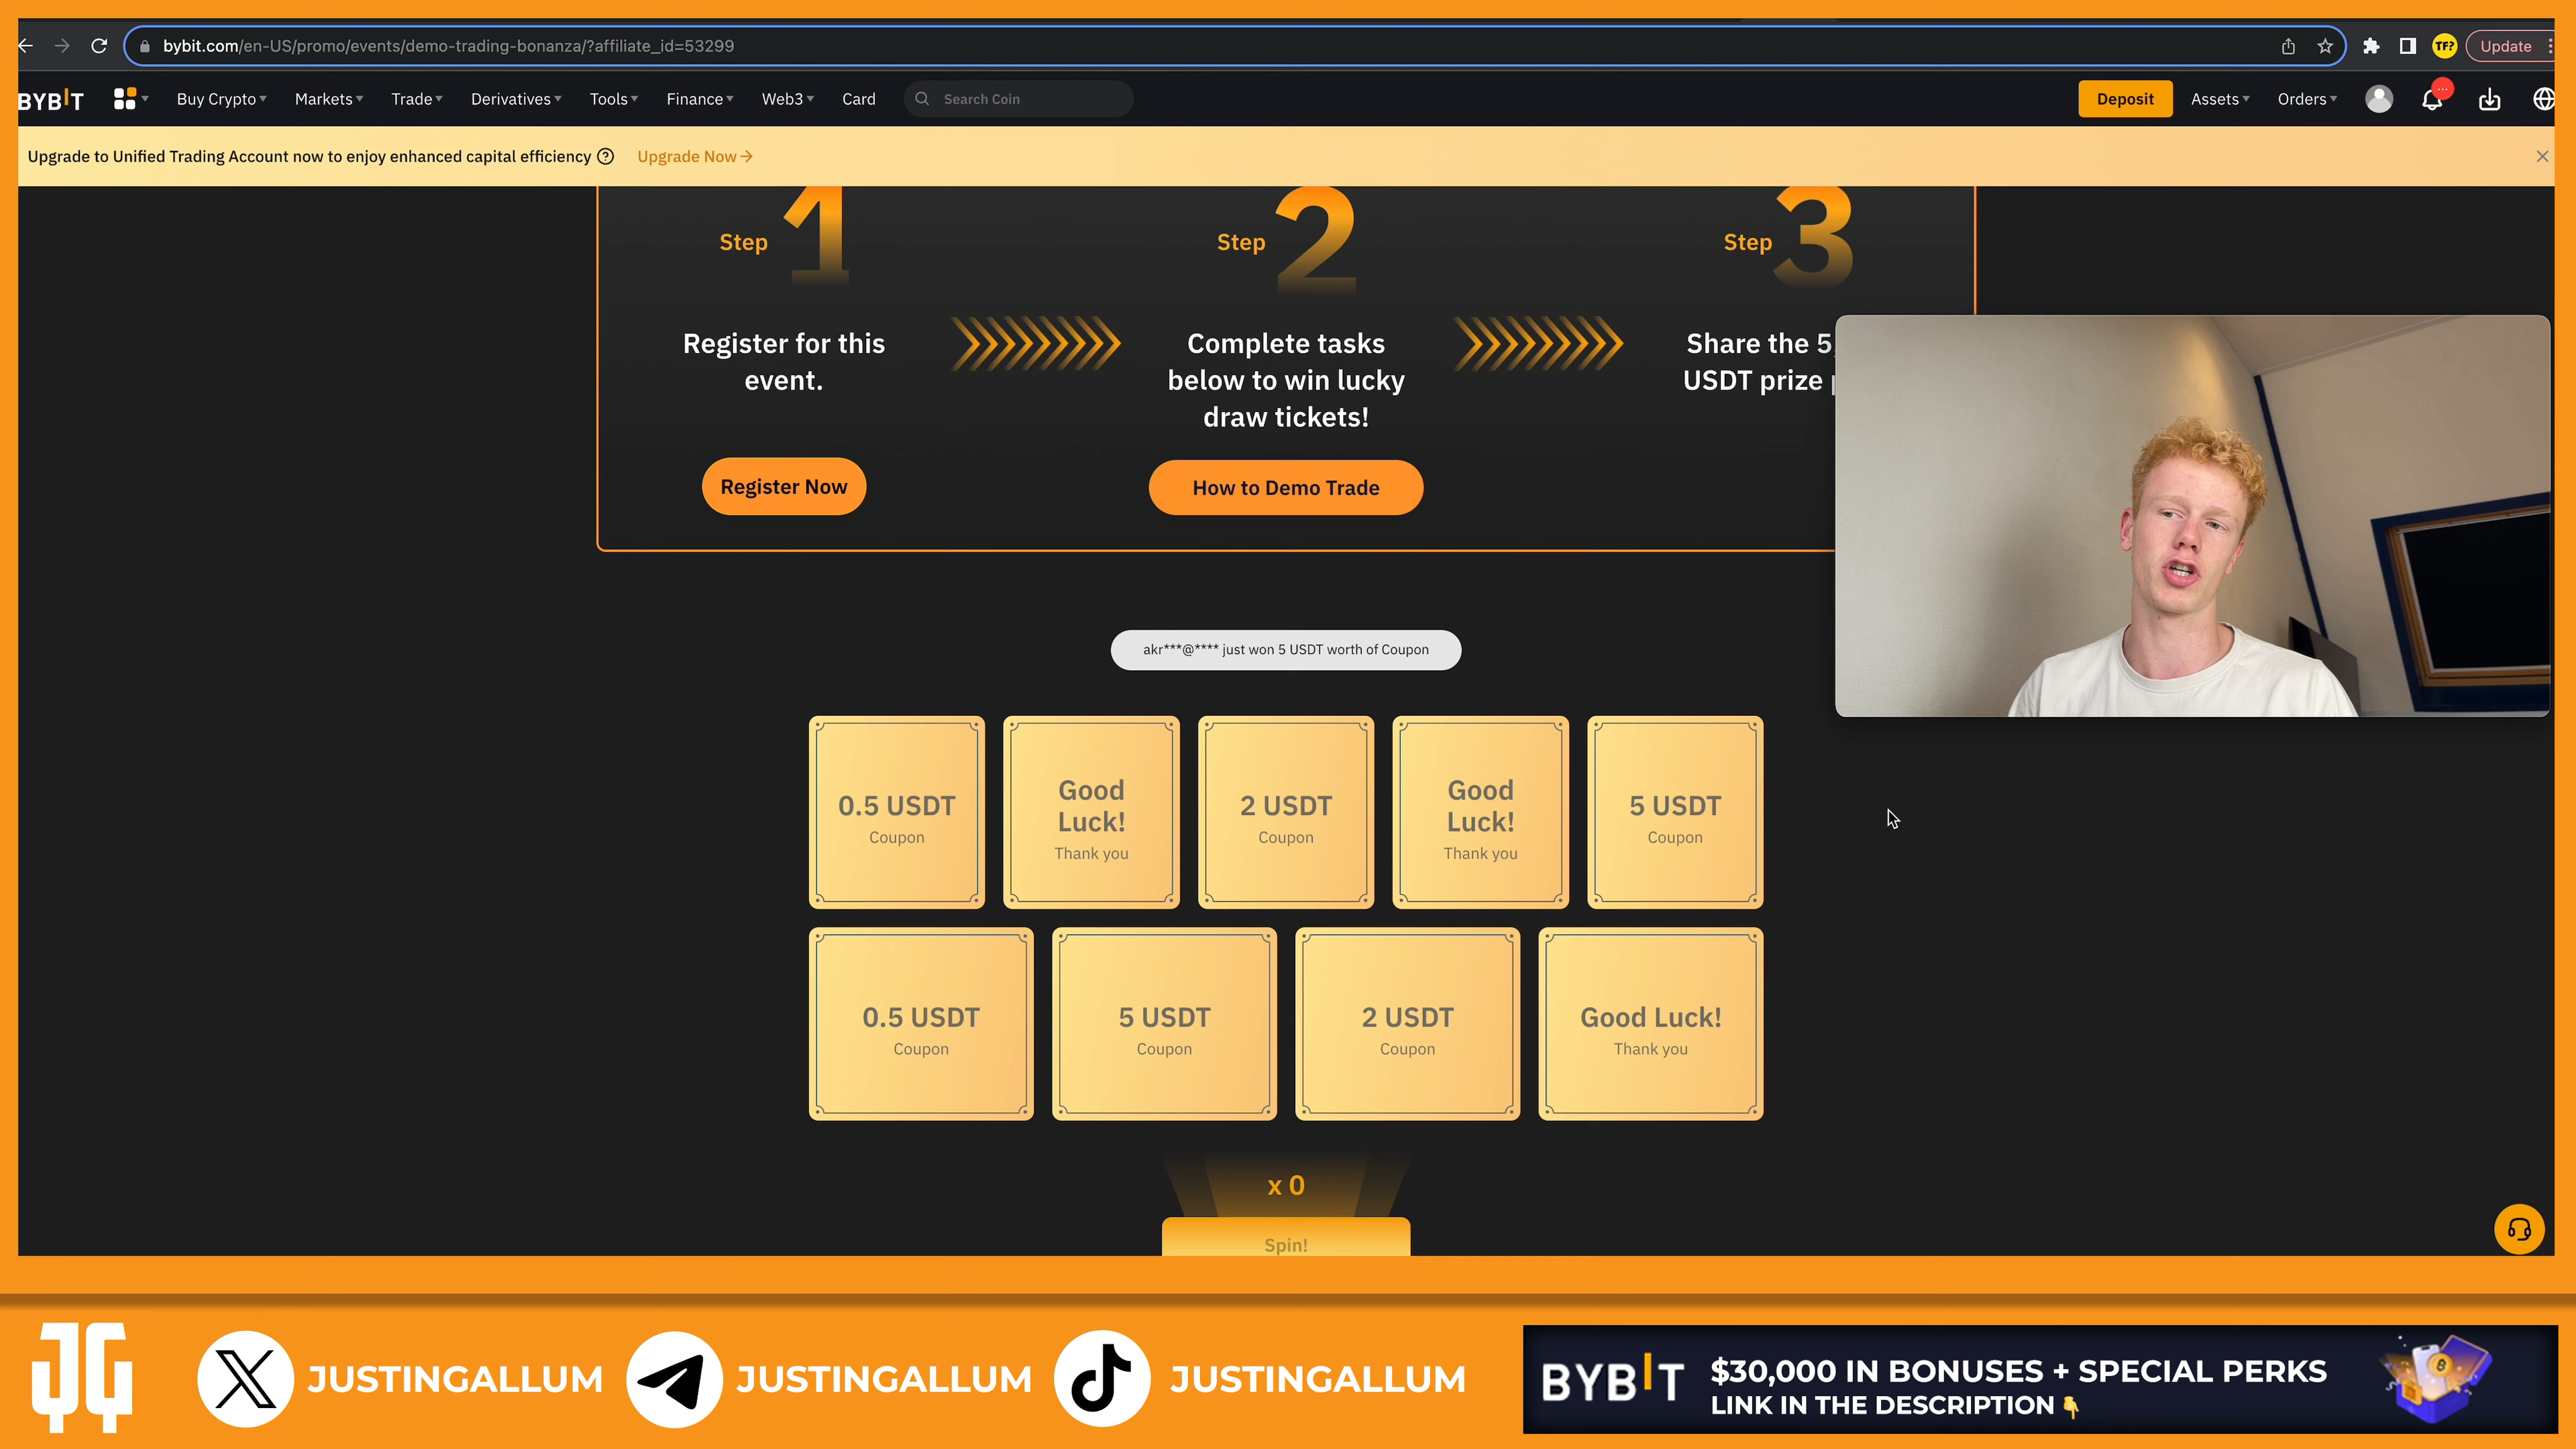 bybit.com/en-US/promo/events/demo-trading-bonanza/?affiliate_id=53299
TF?
Update
BYBIT
Buy Crypto
Markets
Trade
Derivatives
Tools
Finance
Web3
Card
Search Coin
Deposit
Assets
Orders
Upgrade to Unified Trading Account now to enjoy enhanced capital efficiency
Upgrade Now
Step 1
Register for this
event.
Register Now
Step 2
Complete tasks
below to win lucky
draw tickets!
How to Demo Trade
Step 3
Share the 5
USDT prize
akr***@**** just won 5 USDT worth of Coupon
0.5 USDT
Coupon
Good
Luck!
Thank you
2 USDT
Coupon
Good
Luck!
Thank you
5 USDT
Coupon
0.5 USDT
Coupon
5 USDT
Coupon
2 USDT
Coupon
Good Luck!
Thank you
x 0
Spin!
JG
JUSTINGALLUM
JUSTINGALLUM
JUSTINGALLUM
BYBIT
$30,000 IN BONUSES + SPECIAL PERKS
LINK IN THE DESCRIPTION👇